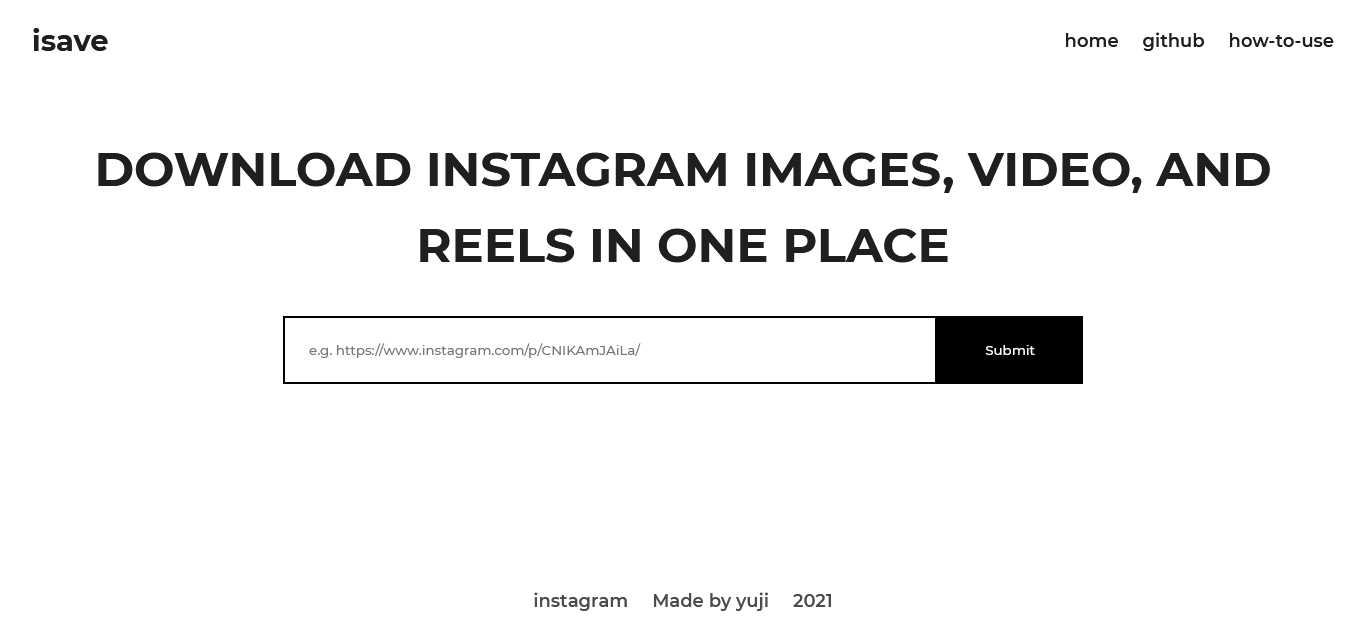 isave
home github how-to-use
DOWNLOAD INSTAGRAM IMAGES, VIDEO, AND
REELS IN ONE PLACE
e.g. https://www.instagram.com/p/CNIKAmJAiLa/
Submit
instagram Made by yuji 2021